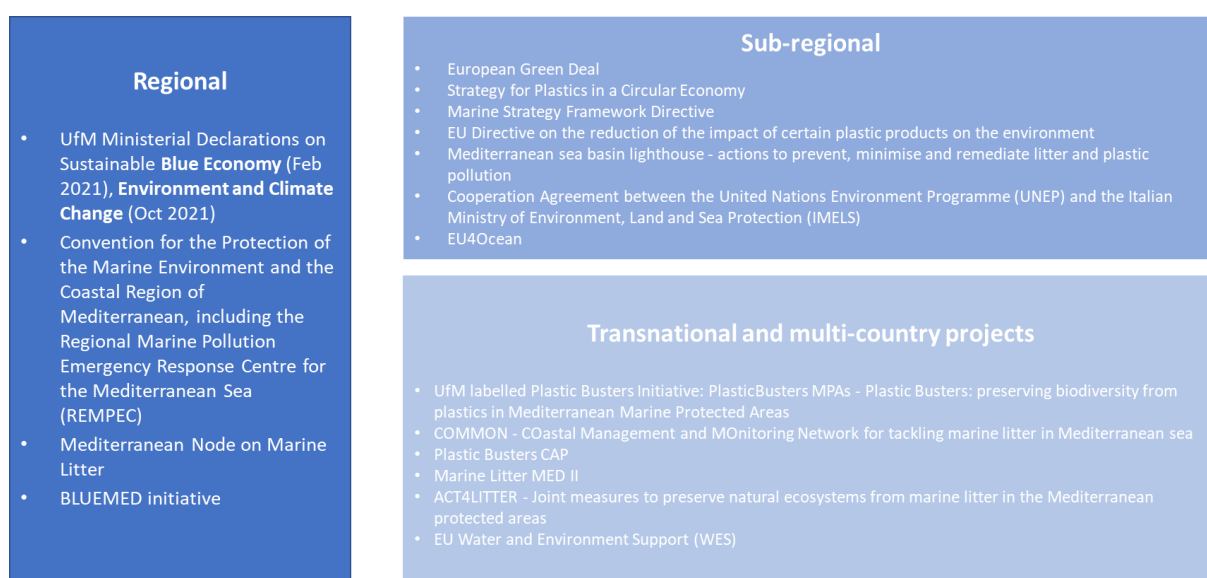 Regional
• UfM Ministerial Declarations on
Sustainable Blue Economy (Feb
2021), Environment and Climate
Change (Oct 2021)
• Convention for the Protection of
the Marine Environment and the
Coastal Region of
Mediterranean, including the
Regional Marine Pollution
Emergency Response Centre for
the Mediterranean Sea
(REMPEC)
• Mediterranean Node on Marine
Litter
• BLUEMED initiative
Sub-regional
• European Green Deal
• Strategy for Plastics in a Circular Economy
• Marine Strategy Framework Directive
• EU Directive on the reduction of the impact of certain plastic products on the environment
• Mediterranean sea basin lighthouse - actions to prevent, minimise and remediate litter and plastic
pollution
• Cooperation Agreement between the United Nations Environment Programme (UNEP) and the Italian
Ministry of Environment, Land and Sea Protection (IMELS)
• EU4Ocean
Transnational and multi-country projects
• UfM labelled Plastic Busters Initiative: PlasticBusters MPAs - Plastic Busters: preserving biodiversity from
plastics in Mediterranean Marine Protected Areas
• COMMON - COastal Management and MOnitoring Network for tackling marine litter in Mediterranean sea
• Plastic Busters CAP
• Marine Litter MED II
• ACT4LITTER - Joint measures to preserve natural ecosystems from marine litter in the Mediterranean
protected areas
• EU Water and Environment Support (WES)